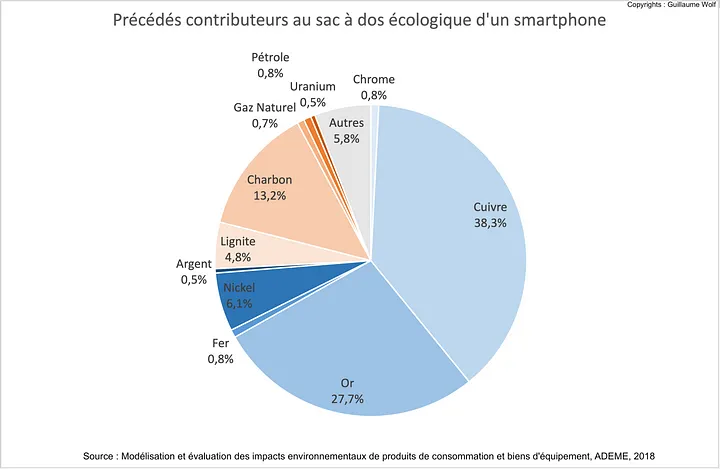 Copyrights : Guillaume Wolf
Précédés contributeurs au sac à dos écologique d'un smartphone
Pétrole
0,8%
Uranium
0,5%
Chrome
0,8%
Gaz Naturel
0,7%
Autres
5,8%
Charbon
13,2%
Cuivre
38,3%
Lignite
4,8%
Argent
0,5%
Nickel
6,1%
Fer
0,8%
Or
27,7%
Source : Modélisation et évaluation des impacts environnementaux de produits de consommation et biens d'équipement, ADEME, 2018